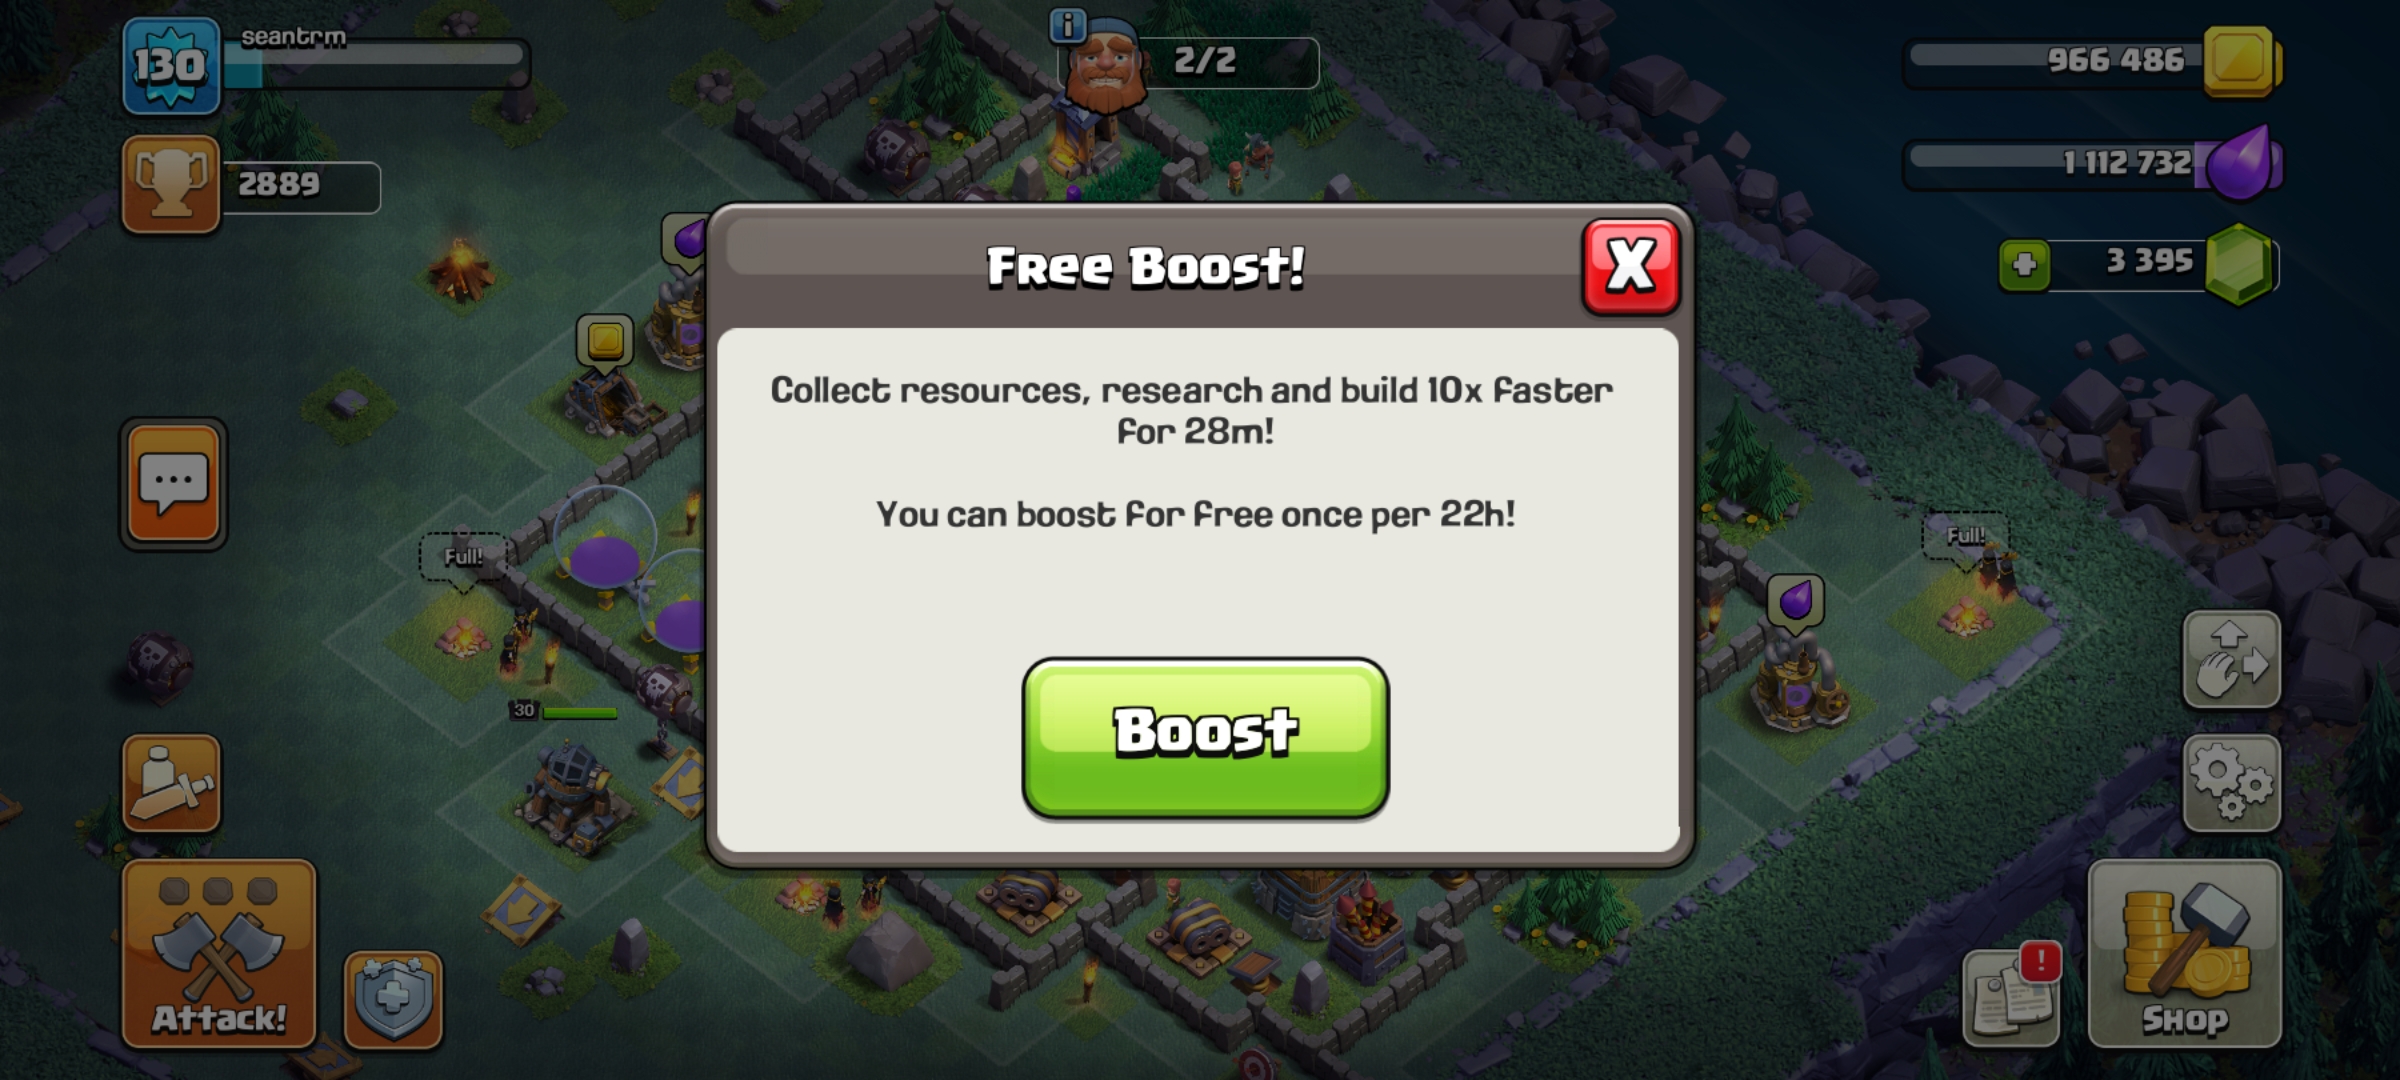 130
seantrm
i
2/2
966 486
2889
1 112 732
3 395
Free Boost!
X
Collect resources, research and build 10x faster
for 28m!
You can boost for free once per 22h!
Full!
Full!
30
Boost
!
Attack!
Shop